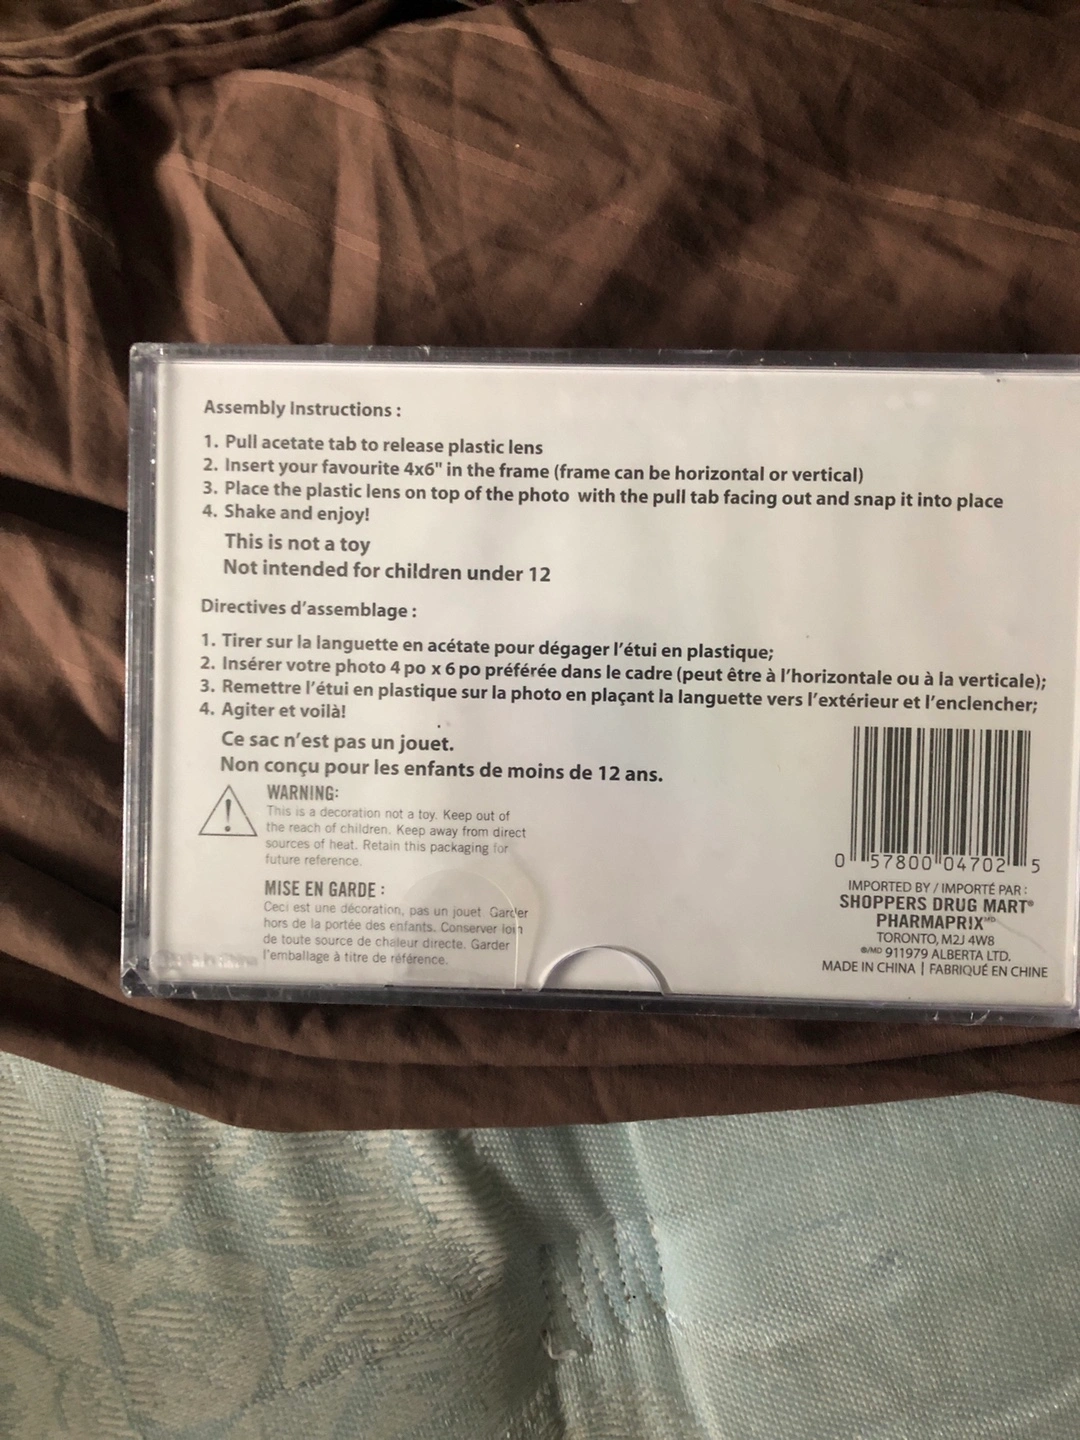 Assembly Instructions :
1. Pull acetate tab to release plastic lens
2. Insert your favourite 4x6" in the frame (frame can be horizontal or vertical)
3. Place the plastic lens on top of the photo with the pull tab facing out and snap it into place
4. Shake and enjoy!
This is not a toy
Not intended for children under 12
Directives d'assemblage :
1. Tirer sur la languette en acétate pour dégager l'étui en plastique;
2. Insérer votre photo 4 po x 6 po préférée dans le cadre (peut être à l'horizontale ou à la verticale);
3. Remettre l'étui en plastique sur la photo en plaçant la languette vers l'extérieur et l'enclencher;
4. Agiter et voilà!
Ce sac n'est pas un jouet.
Non conçu pour les enfants de moins de 12 ans.
WARNING:
This is a decoration not a toy. Keep out of
the reach of children. Keep away from direct
sources of heat. Retain this packaging for
future reference.
MISE EN GARDE :
Ceci est une décoration, pas un jouet. Garder
hors de la portée des enfants. Conserver loin
de toute source de chaleur directe. Garder
l'emballage à titre de référence.
0 57800 04702 5
IMPORTED BY / IMPORTÉ PAR :
SHOPPERS DRUG MART®
PHARMAPRIX MD
TORONTO, M2J 4W8
®/MD 911979 ALBERTA LTD.
MADE IN CHINA | FABRIQUÉ EN CHINE